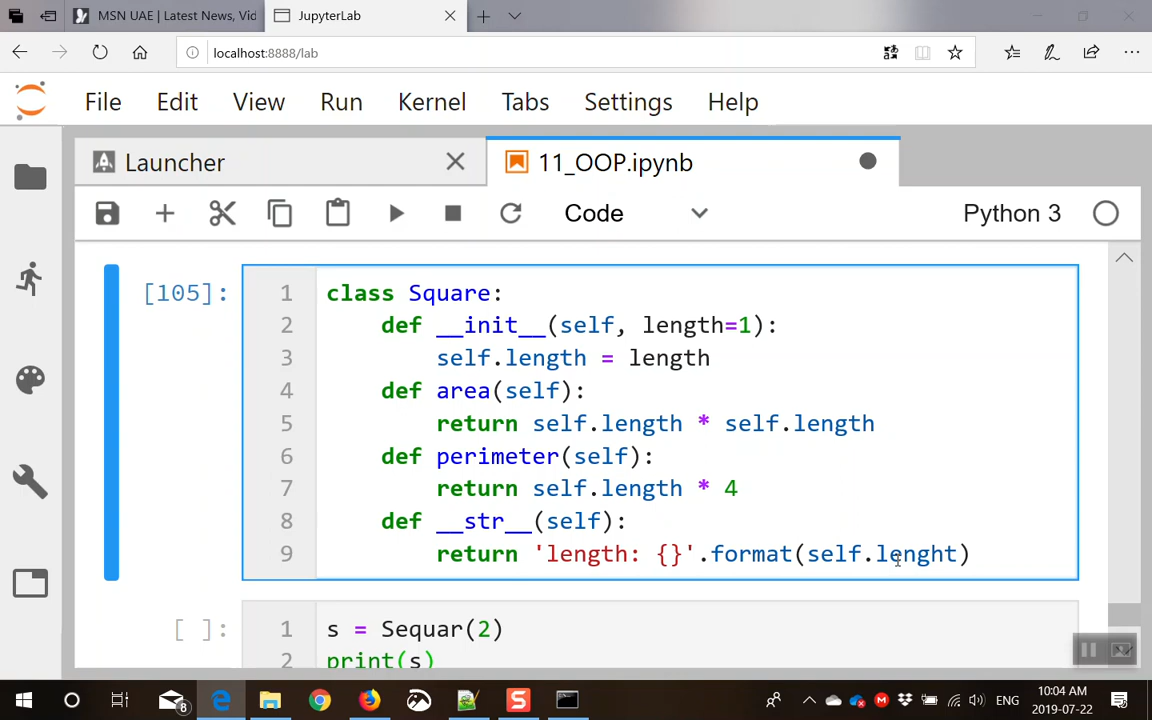 MSN UAE | Latest News, Vid
JupyterLab
localhost:8888/lab
File Edit View Run Kernel Tabs Settings Help
Launcher
11_OOP.ipynb
Code
Python 3
[105]:
1 class Square:
2     def __init__(self, length=1):
3         self.length = length
4     def area(self):
5         return self.length * self.length
6     def perimeter(self):
7         return self.length * 4
8     def __str__(self):
9         return 'length: {}'.format(self.lenght)
[ ]:
1 s = Sequar(2)
2 print(s)
8
S
M
ENG
10:04 AM
2019-07-22